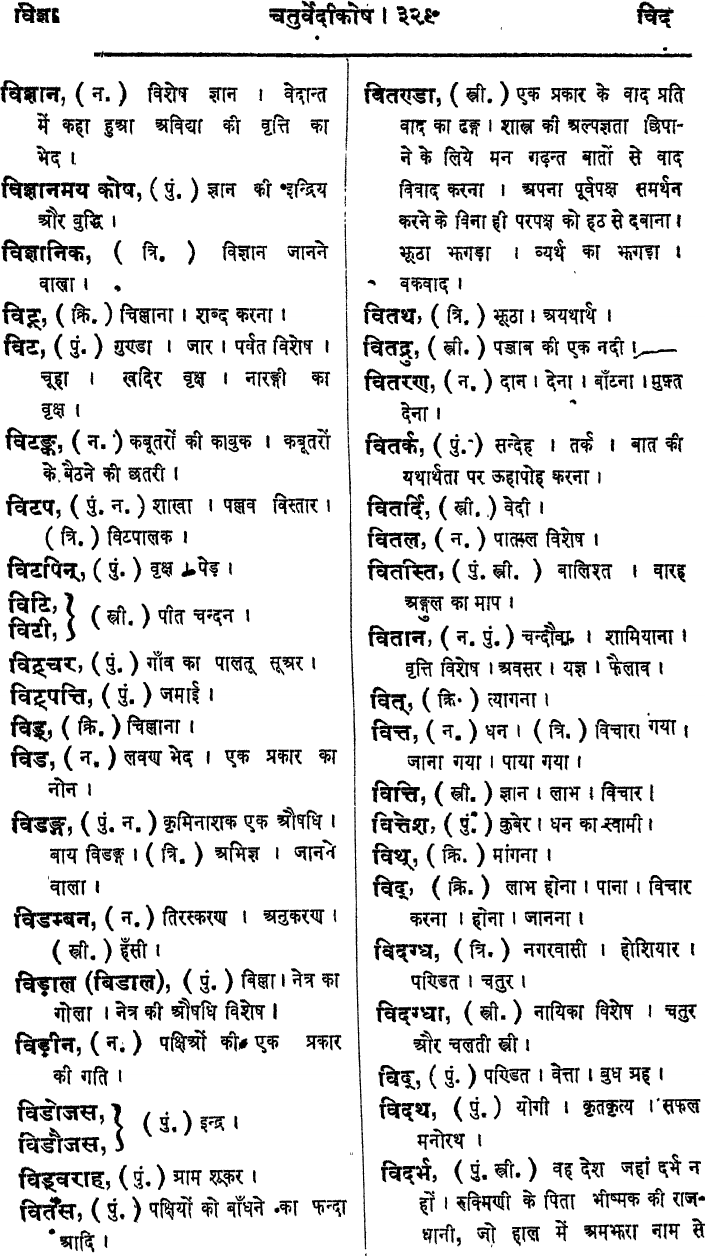 विज्ञा
चतुर्वेदीकोष । ३२९
विद
विज्ञान, ( न. ) विशेष ज्ञान । वेदान्त
में कहा हुआ अविद्या की वृत्ति का
भेद ।
विज्ञानमय कोष, ( पुं. ) ज्ञान की इन्द्रिय
और बुद्धि ।
विज्ञानिक, ( त्रि. ) विज्ञान जानने
वाला ।
विट्, ( क्रि. ) चिल्लाना । शब्द करना ।
विट, ( पुं. ) गुण्डा । जार । पर्वत विशेष ।
चूहा । खदिर वृक्ष । नारङ्गी का
वृक्ष ।
विटङ्क, ( न. ) कबूतरों की काबुक । कबूतरों
के बैठने की छतरी ।
विटप, ( पुं. न. ) शाखा । पल्लव विस्तार ।
( त्रि. ) विटपालक ।
विटपिन्, ( पुं. ) वृक्ष पेड़ ।
विटि,
विटी, } ( स्त्री. ) पीत चन्दन ।
विट्चर, ( पुं. ) गाँव का पालतू सूअर ।
विट्पत्ति, ( पुं. ) जमाई ।
विड्, ( क्रि. ) चिल्लाना ।
विड, ( न. ) लवण भेद । एक प्रकार का
नोन ।
विडङ्ग, ( पुं. न. ) कृमिनाशक एक औषधि ।
बाय विडङ्ग । ( त्रि. ) अभिज्ञ । जानने
वाला ।
विडम्बन, ( न. ) तिरस्करण । अनुकरण ।
( स्त्री. ) हँसी ।
विड़ाल (बिडाल), ( पुं. ) बिल्ला । नेत्र का
गोला । नेत्र की औषधि विशेष ।
विड़ीन, ( न. ) पक्षिओं की एक प्रकार
की गति ।
विडोजस,
विडौजस, } ( पुं. ) इन्द्र ।
विड्वराह, ( पुं. ) ग्राम शूकर ।
वितंस, ( पुं. ) पक्षियों को बाँधने का फन्दा
आदि ।
वितण्डा, ( स्त्री. ) एक प्रकार के वाद प्रति
वाद का ढङ्ग । शास्त्र की अल्पज्ञता छिपा-
ने के लिये मन गढ़न्त बातों से वाद
विवाद करना । अपना पूर्वपक्ष समर्थन
करने के विना ही परपक्ष को हठ से दबाना ।
झूठा झगड़ा । व्यर्थ का झगड़ा ।
वकवाद ।
वितथ, ( त्रि. ) झूठा । अयथार्थ ।
वितद्रु, ( स्त्री. ) पञ्जाब की एक नदी ।
वितरण, ( न. ) दान । देना । बाँटना । मुफ़्त
देना ।
वितर्क, ( पुं. ) सन्देह । तर्क । बात की
यथार्थता पर ऊहापोह करना ।
वितर्दि, ( स्त्री. ) वेदी ।
वितल, ( न. ) पाताल विशेष ।
वितस्ति, ( पुं. स्त्री. ) बालिश्त । बारह
अङ्गुल का माप ।
वितान, ( न. पुं. ) चन्दौवा । शामियाना ।
वृत्ति विशेष । अवसर । यज्ञ । फैलाव ।
वित्, ( क्रि. ) त्यागना ।
वित्त, ( न. ) धन । ( त्रि. ) विचारा गया ।
जाना गया । पाया गया ।
वित्ति, ( स्त्री. ) ज्ञान । लाभ । विचार ।
वित्तेश, ( पुं. ) कुवेर । धन का स्वामी ।
विथ्, ( क्रि. ) मांगना ।
विद्, ( क्रि. ) लाभ होना । पाना । विचार
करना । होना । जानना ।
विदग्ध, ( त्रि. ) नगरवासी । होशियार ।
पण्डित । चतुर ।
विदग्धा, ( स्त्री. ) नायिका विशेष । चतुर
और चलती स्त्री ।
विद्, ( पुं. ) पण्डित । वेत्ता । बुध ग्रह ।
विदथ, ( पुं. ) योगी । कृतकृत्य । सफल
मनोरथ ।
विदर्भ, ( पुं. स्त्री. ) वह देश जहां दर्भ न
हों । रुक्मिणी के पिता भीष्मक की राज-
धानी, जो हाल में अमझरा नाम से